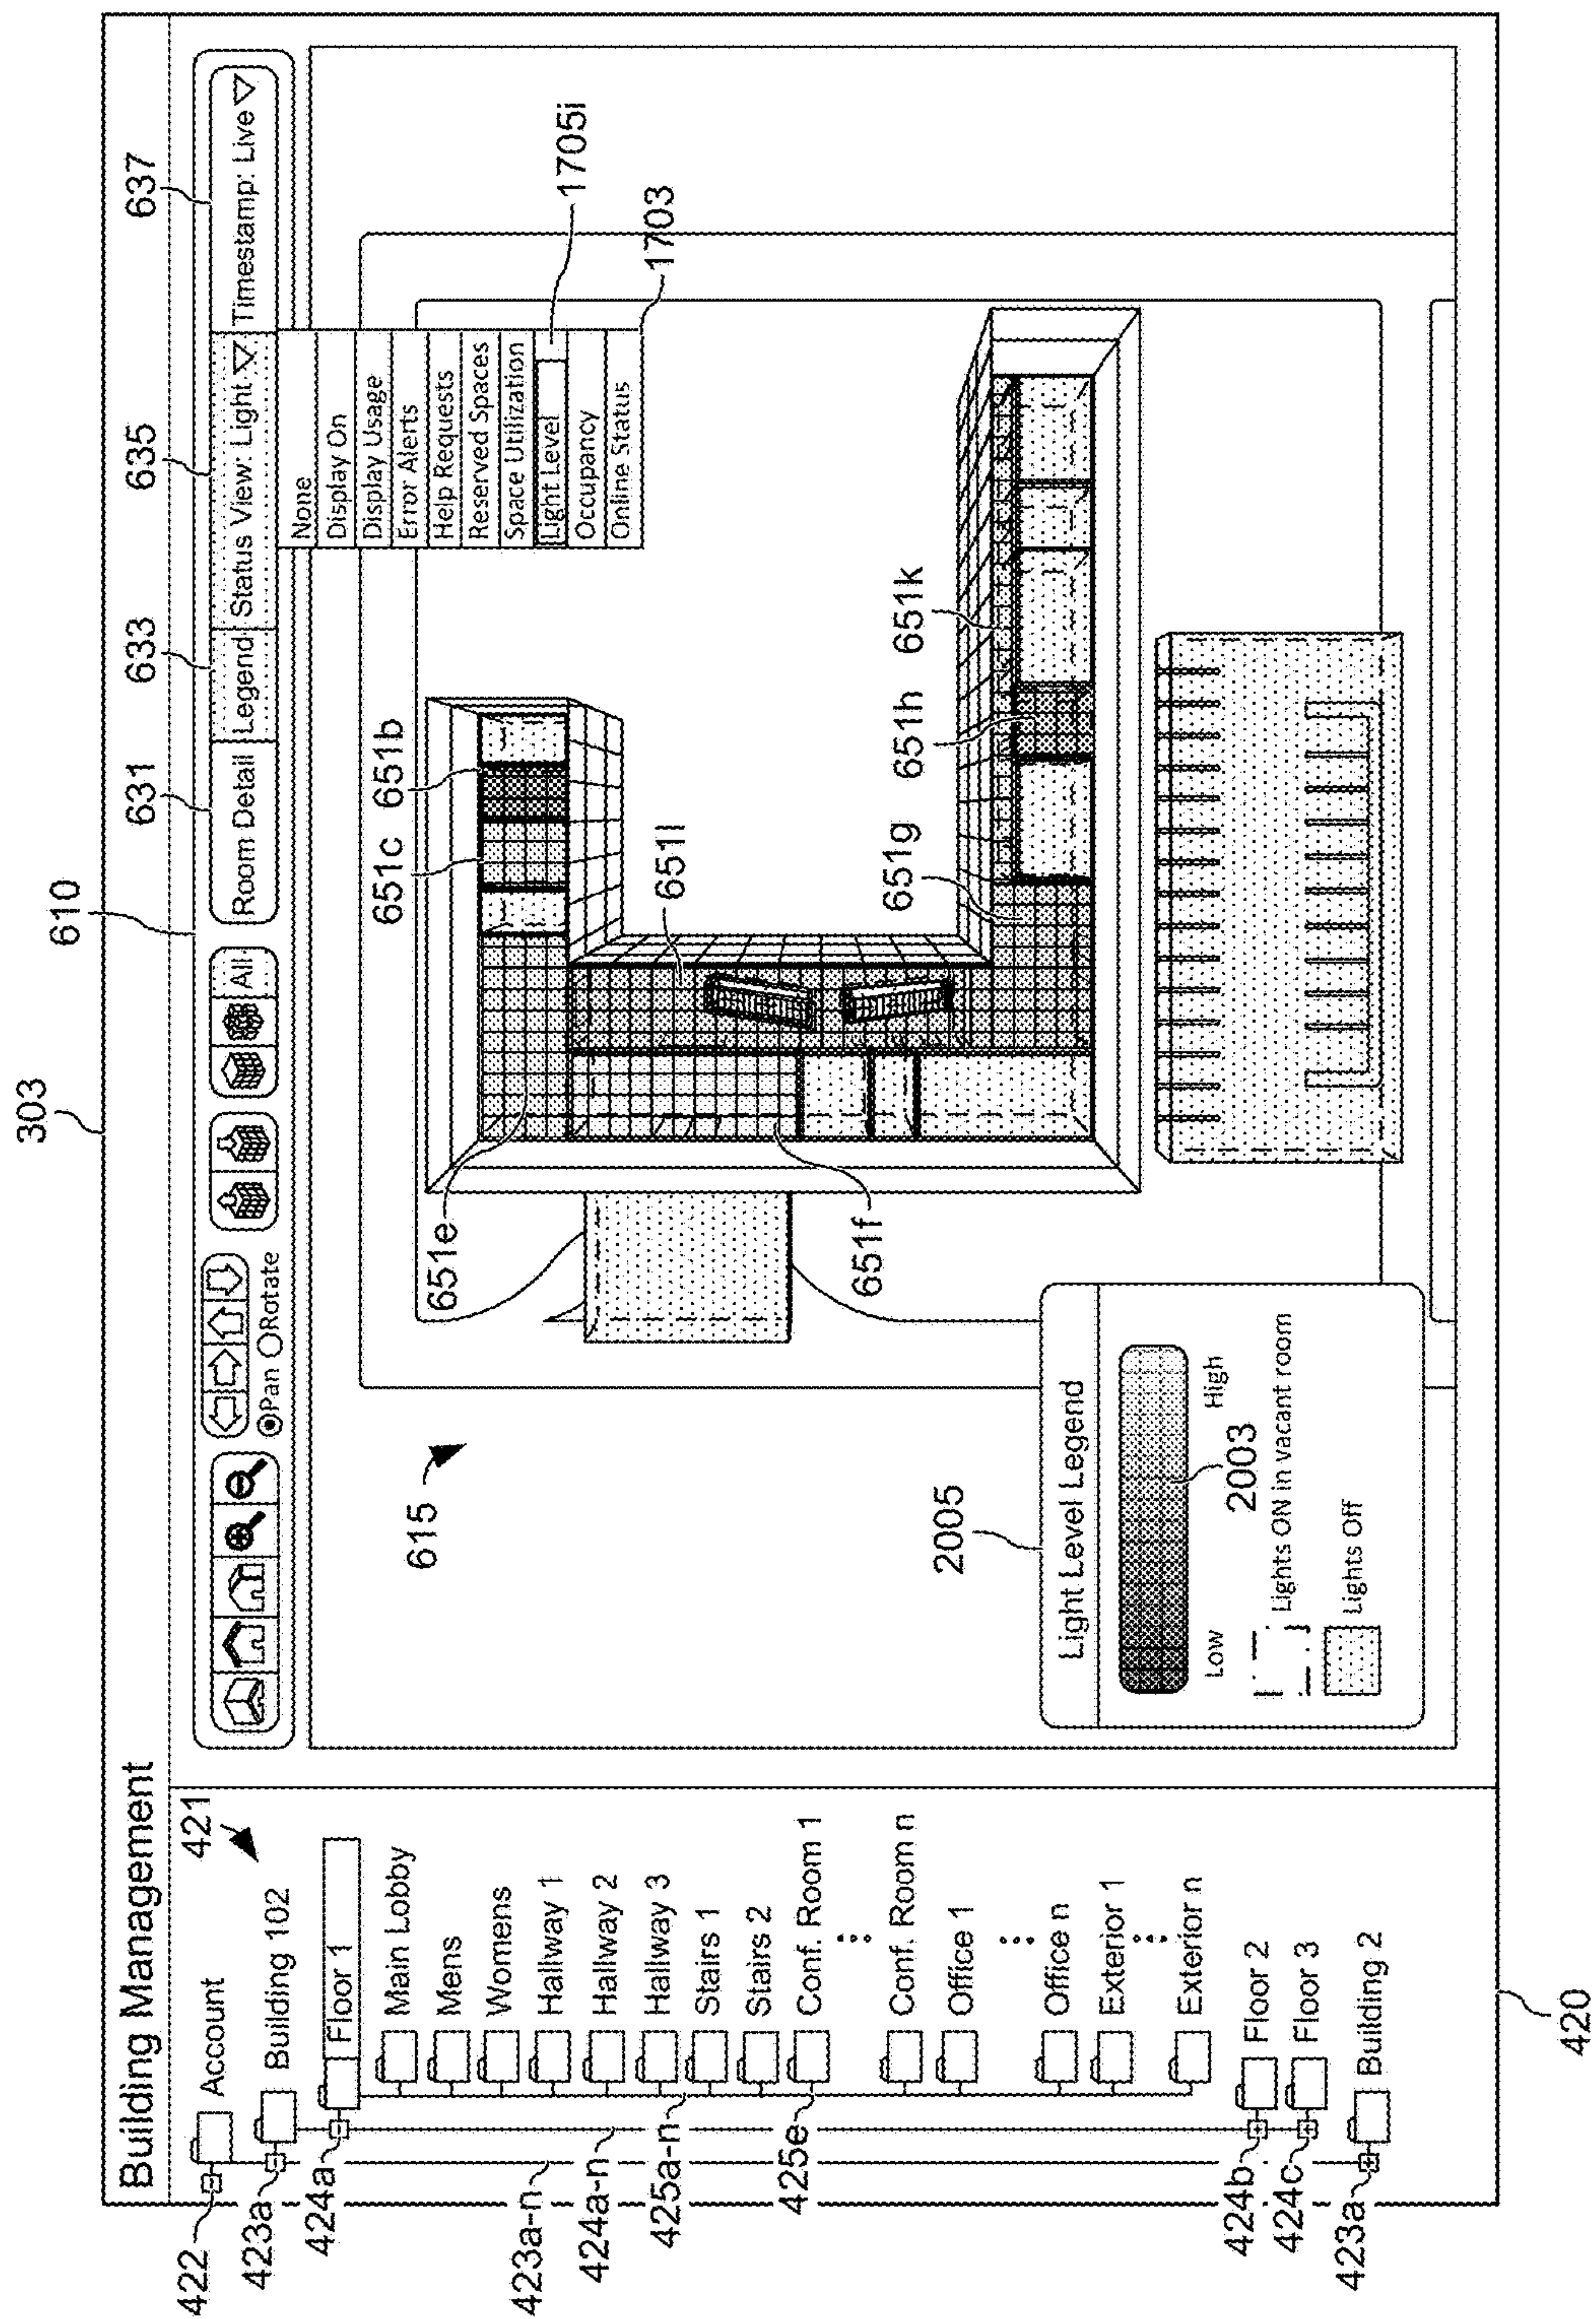 303
610
631
633
635
637
Building Management
Room Detail
Legend
Status View: Light
Timestamp: Live
All
Pan
Rotate
None
Display On
Display Usage
Error Alerts
Help Requests
Reserved Spaces
Space Utilization
Light Level
Occupancy
Online Status
1705i
1703
421
422
Account
423a
Building 102
424a
Floor 1
Main Lobby
Mens
Womens
Hallway 1
Hallway 2
Hallway 3
Stairs 1
Stairs 2
Conf. Room 1
Conf. Room n
Office 1
Office n
Exterior 1
Exterior n
423a-n
424a-n
425a-n
425e
424b
Floor 2
424c
Floor 3
423a
Building 2
420
615
651c
651b
651l
651e
651f
651g
651h
651k
2005
Light Level Legend
Low
High
2003
Lights ON in vacant room
Lights Off